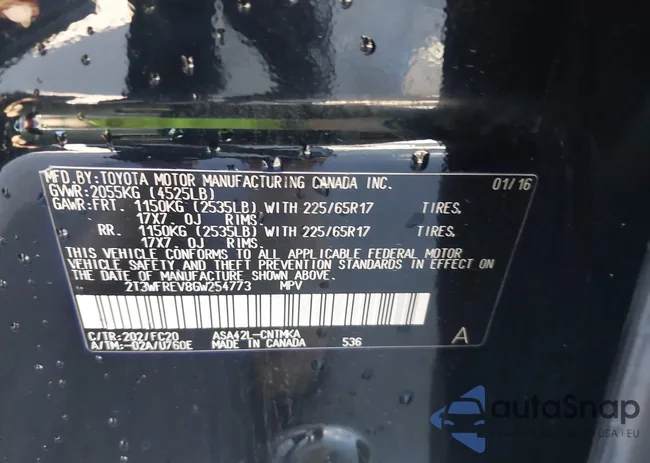 MFD.BY:TOYOTA MOTOR MANUFACTURING CANADA INC. 01/16
GVWR:2055KG (4525LB)
GAWR:FRT. 1150KG (2535LB) WITH 225/65R17 TIRES,
17X7. 0J RIMS.
RR. 1150KG (2535LB) WITH 225/65R17 TIRES,
17X7. 0J RIMS.
THIS VEHICLE CONFORMS TO ALL APPLICABLE FEDERAL MOTOR
VEHICLE SAFETY AND THEFT PREVENTION STANDARDS IN EFFECT ON
THE DATE OF MANUFACTURE SHOWN ABOVE.
2T3WFREV8GW254773 MPV
C/TR:202/FC20 ASA42L-CNTMKA
A/TM:-02A/U760E MADE IN CANADA 536 A
autoSnap
USA | EU